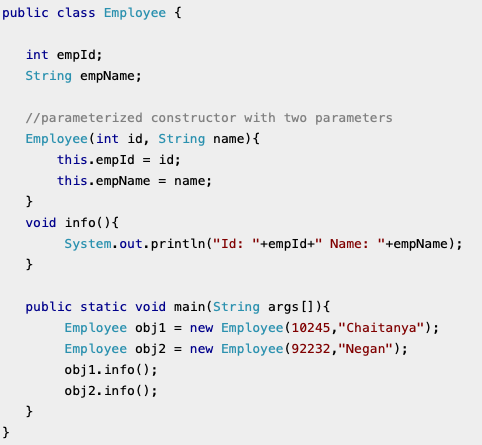 public class Employee {
int empId;
String empName;
//parameterized constructor with two parameters
Employee(int id, String name){
this.empId = id;
this.empName = name;
}
void info(){
System.out.println("Id: "+empId+" Name: "+empName);
}
public static void main(String args[]){
Employee obj1 = new Employee(10245,"Chaitanya");
Employee obj2 = new Employee(92232,"Negan");
obj1.info();
obj2.info();
}
}